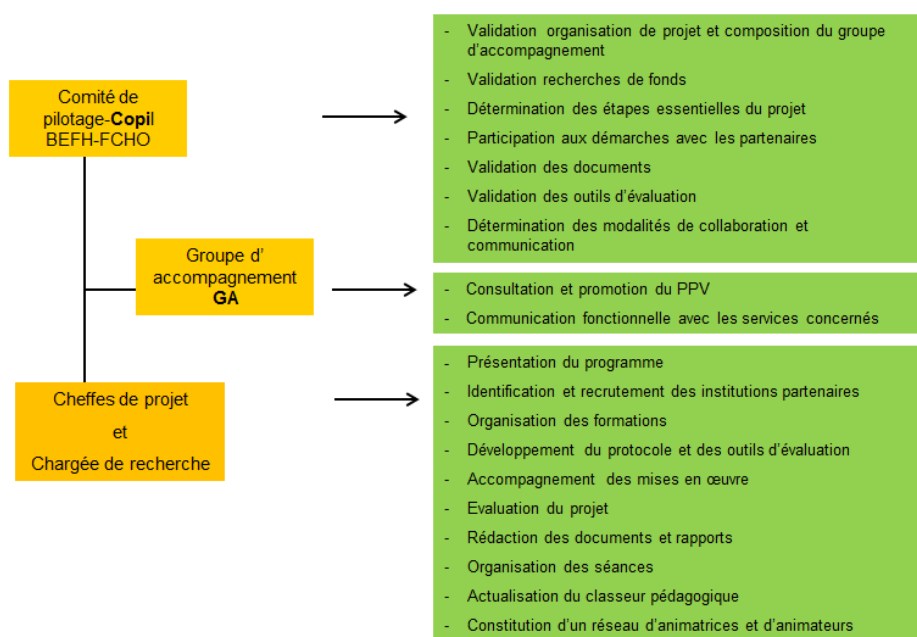 Comité de
pilotage-Copil
BEFH-FCHO
- Validation organisation de projet et composition du groupe
d'accompagnement
- Validation recherches de fonds
- Détermination des étapes essentielles du projet
- Participation aux démarches avec les partenaires
- Validation des documents
- Validation des outils d'évaluation
- Détermination des modalités de collaboration et
communication
Groupe d'
accompagnement
GA
- Consultation et promotion du PPV
- Communication fonctionnelle avec les services concernés
Cheffes de projet
et
Chargée de recherche
- Présentation du programme
- Identification et recrutement des institutions partenaires
- Organisation des formations
- Développement du protocole et des outils d'évaluation
- Accompagnement des mises en œuvre
- Evaluation du projet
- Rédaction des documents et rapports
- Organisation des séances
- Actualisation du classeur pédagogique
- Constitution d'un réseau d'animatrices et d'animateurs